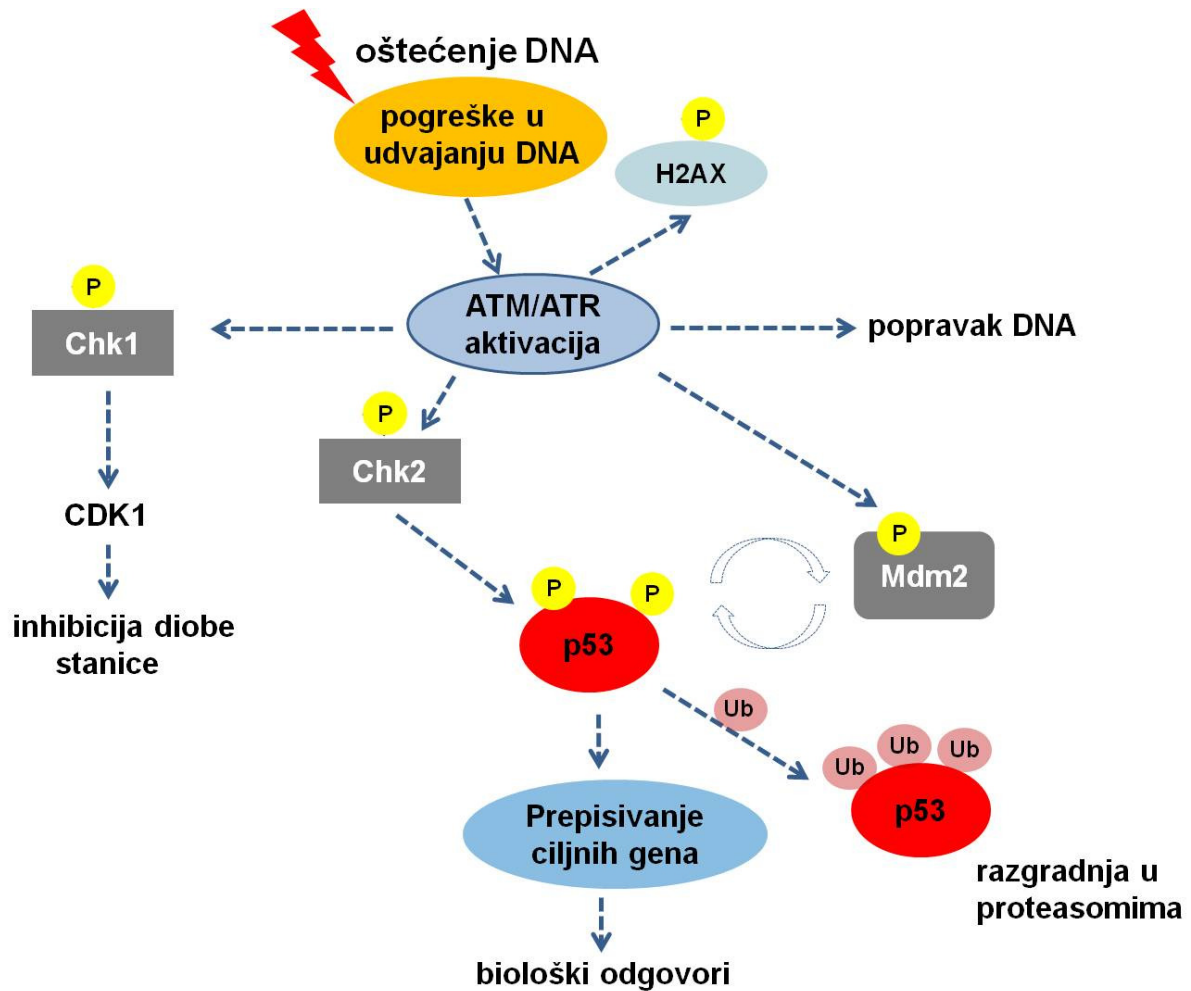 oštećenje DNA
pogreške u
udvajanju DNA
P
H2AX
P
Chk1
ATM/ATR
aktivacija
popravak DNA
P
Chk2
CDK1
P
Mdm2
inhibicija diobe
stanice
P
P
p53
Ub
Ub
Ub
Ub
p53
Prepisivanje
ciljnih gena
razgradnja u
proteasomima
biološki odgovori